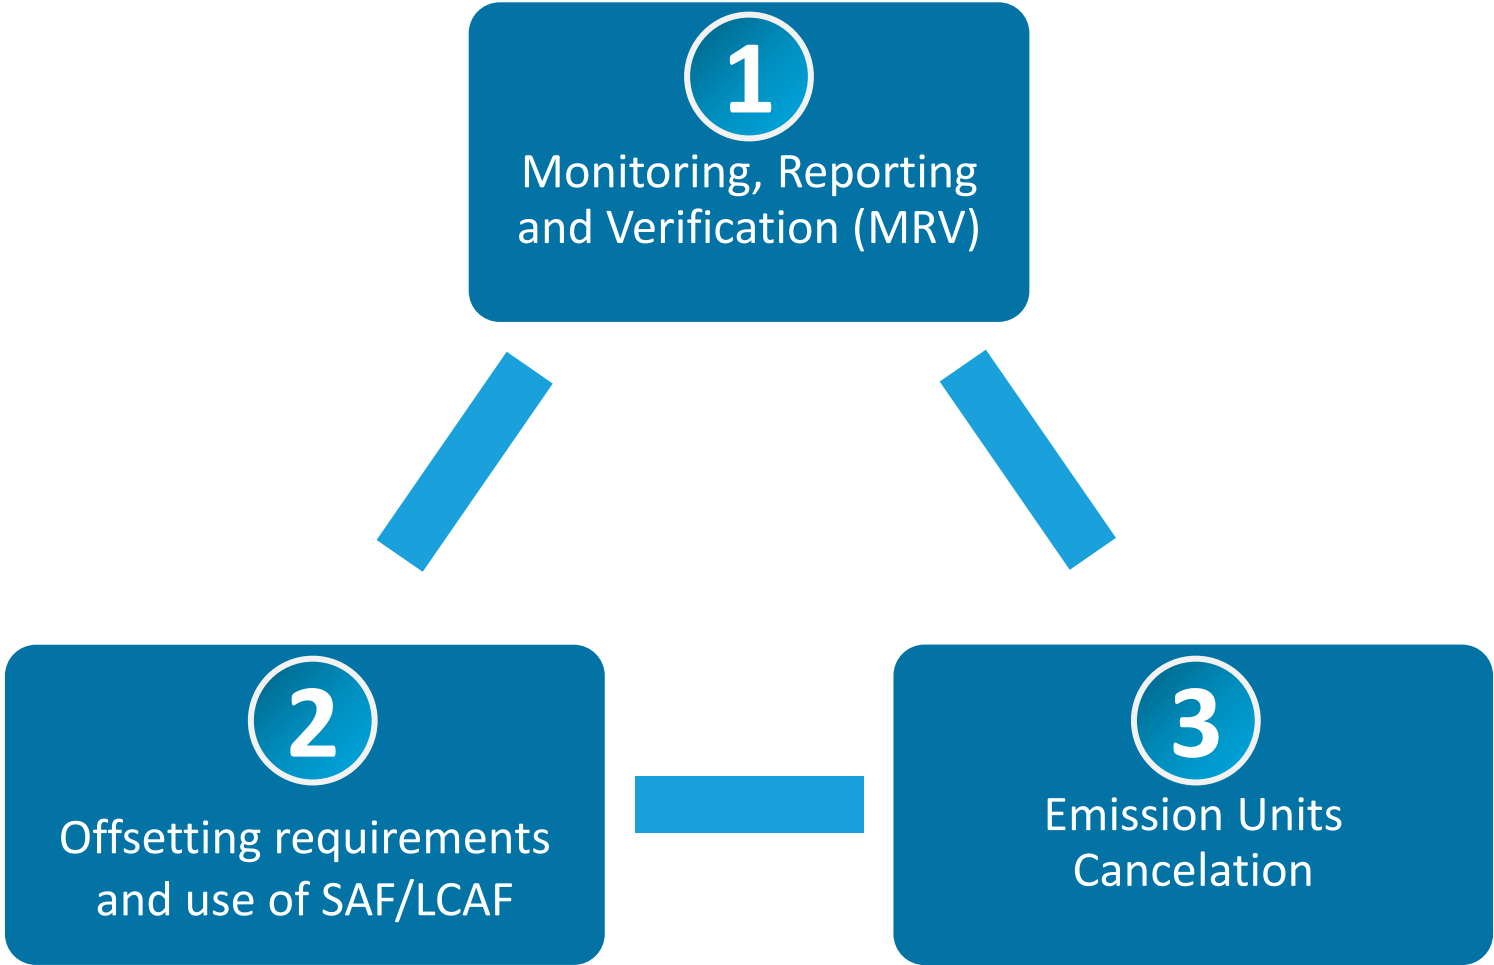 1
Monitoring, Reporting
and Verification (MRV)
2
Offsetting requirements
and use of SAF/LCAF
3
Emission Units
Cancelation